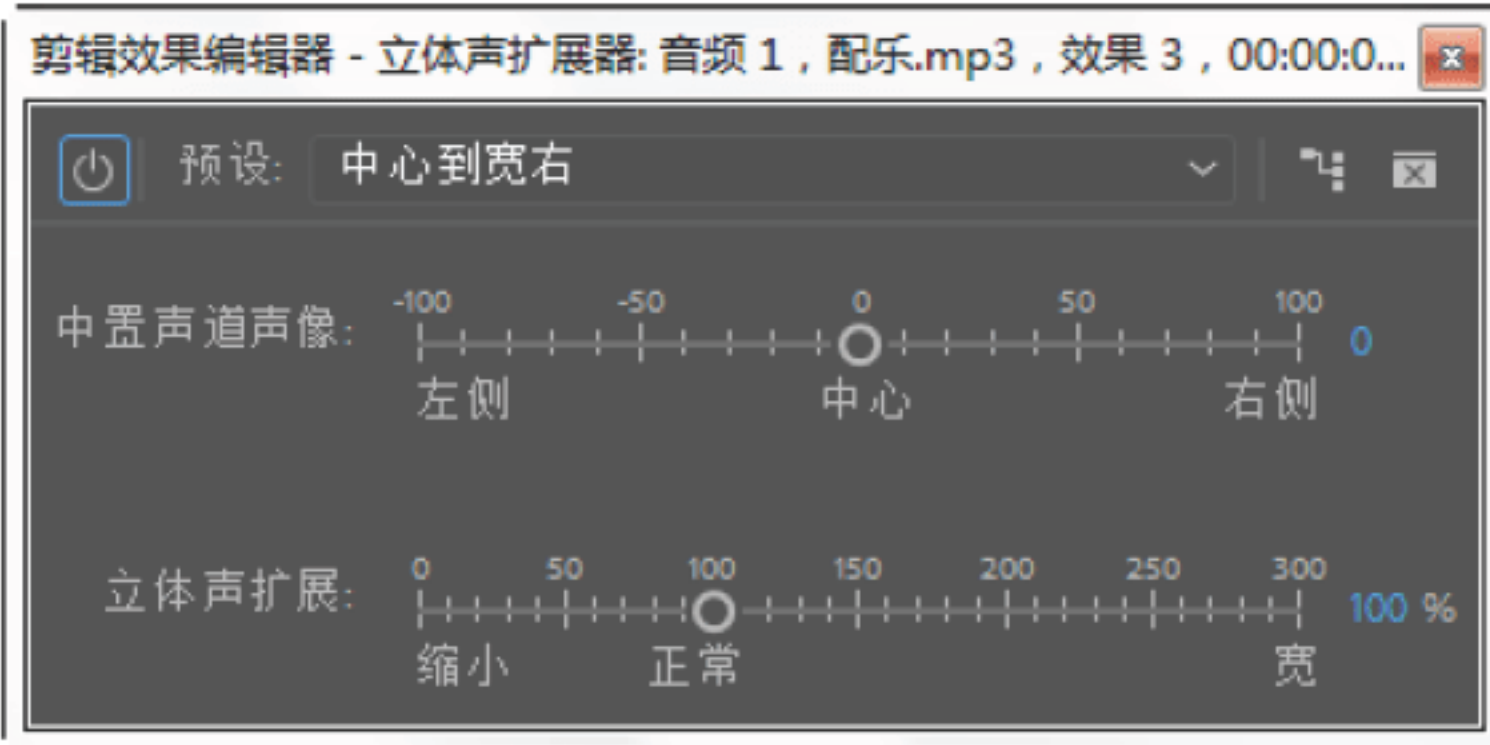 剪辑效果编辑器 - 立体声扩展器: 音频 1，配乐.mp3，效果 3，00:00:0...
预设: 中心到宽右
-100 -50 0 50 100
中置声道声像: 0
左侧 中心 右侧
0 50 100 150 200 250 300
立体声扩展: 100 %
缩小 正常 宽